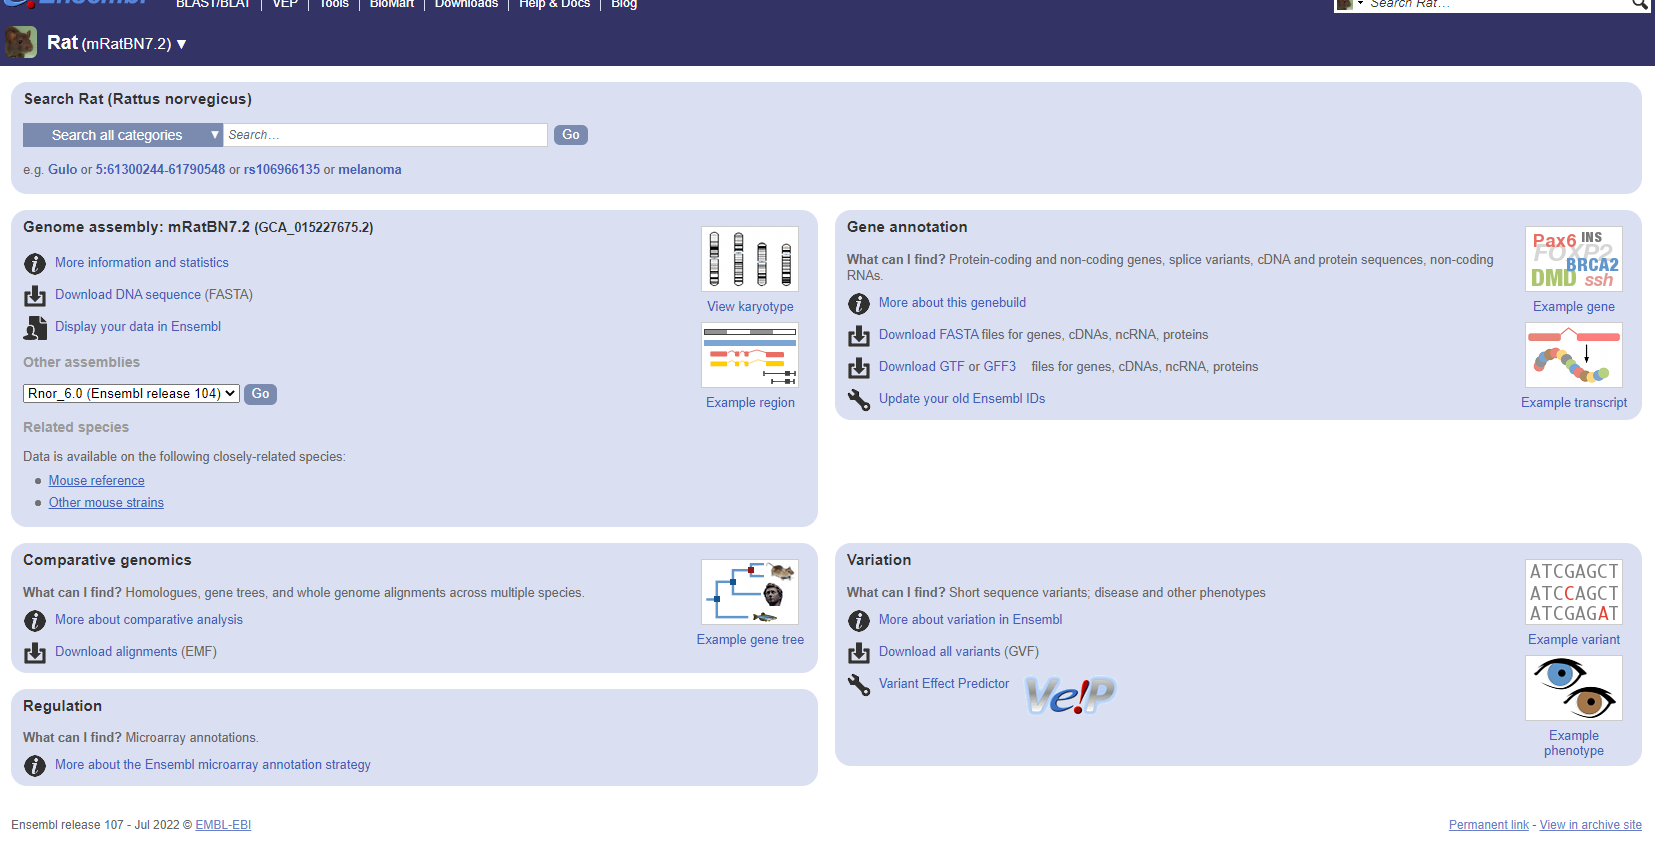 Ensembl BLAST/BLAT | VEP | Tools | BioMart | Downloads | Help & Docs | Blog
Search Rat…
Rat (mRatBN7.2) ▼
Search Rat (Rattus norvegicus)
Search all categories ▼ Search… Go
e.g. Gulo or 5:61300244-61790548 or rs106966135 or melanoma
Genome assembly: mRatBN7.2 (GCA_015227675.2)
More information and statistics
Download DNA sequence (FASTA)
Display your data in Ensembl
Other assemblies
Rnor_6.0 (Ensembl release 104) Go
Related species
Data is available on the following closely-related species:
Mouse reference
Other mouse strains
View karyotype
Example region
Gene annotation
What can I find? Protein-coding and non-coding genes, splice variants, cDNA and protein sequences, non-coding
RNAs.
More about this genebuild
Download FASTA files for genes, cDNAs, ncRNA, proteins
Download GTF or GFF3 files for genes, cDNAs, ncRNA, proteins
Update your old Ensembl IDs
Pax6 INS
FOXP2
BRCA2
DMD ssh
Example gene
Example transcript
Comparative genomics
What can I find? Homologues, gene trees, and whole genome alignments across multiple species.
More about comparative analysis
Download alignments (EMF)
Example gene tree
Regulation
What can I find? Microarray annotations.
More about the Ensembl microarray annotation strategy
Variation
What can I find? Short sequence variants; disease and other phenotypes
More about variation in Ensembl
Download all variants (GVF)
Variant Effect Predictor Ve!P
ATCGAGCT
ATCCAGCT
ATCGAGAT
Example variant
Example
phenotype
Ensembl release 107 - Jul 2022 © EMBL-EBI
Permanent link - View in archive site